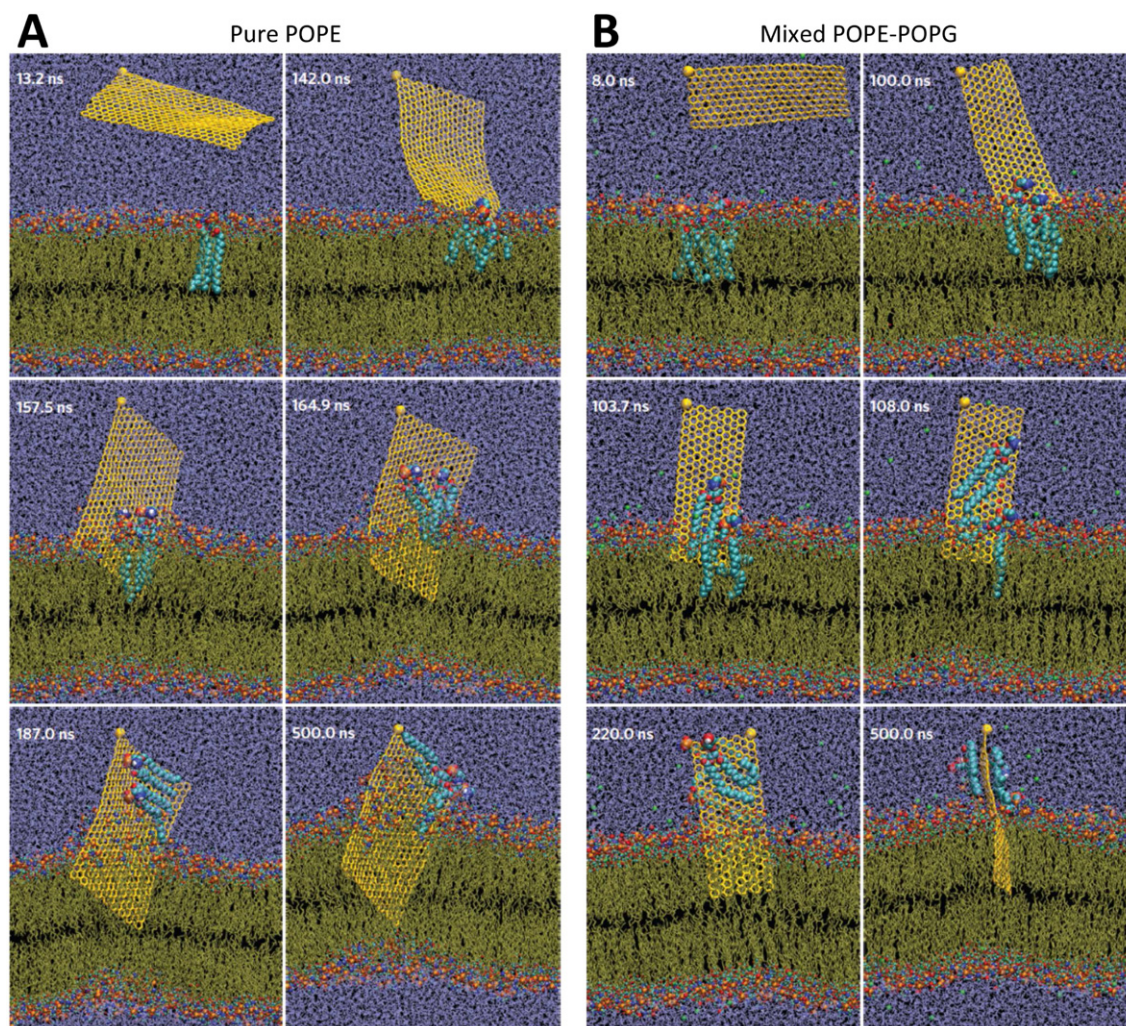 A Pure POPE
B Mixed POPE-POPG
13.2 ns
142.0 ns
8.0 ns
100.0 ns
157.5 ns
164.9 ns
103.7 ns
108.0 ns
187.0 ns
500.0 ns
220.0 ns
500.0 ns